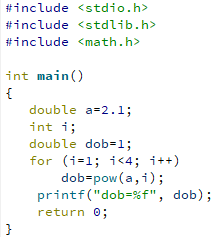 #include <stdio.h>
#include <stdlib.h>
#include <math.h>
int main()
{
double a=2.1;
int i;
double dob=1;
for (i=1; i<4; i++)
dob=pow(a,i);
printf("dob=%f", dob);
return 0;
}